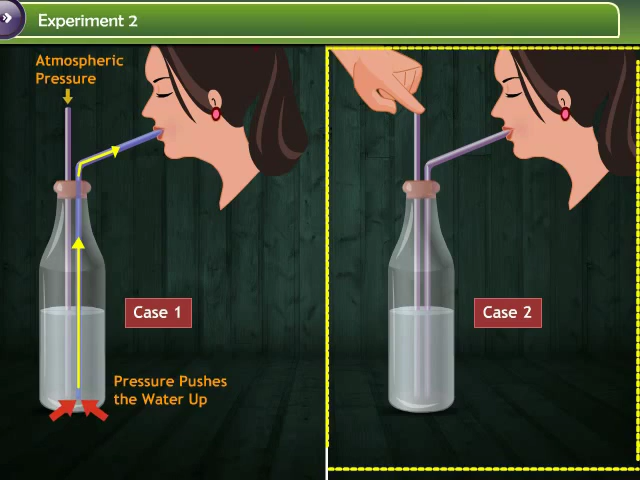 Experiment 2
Atmospheric
Pressure
Case 1
Pressure Pushes
the Water Up
Case 2